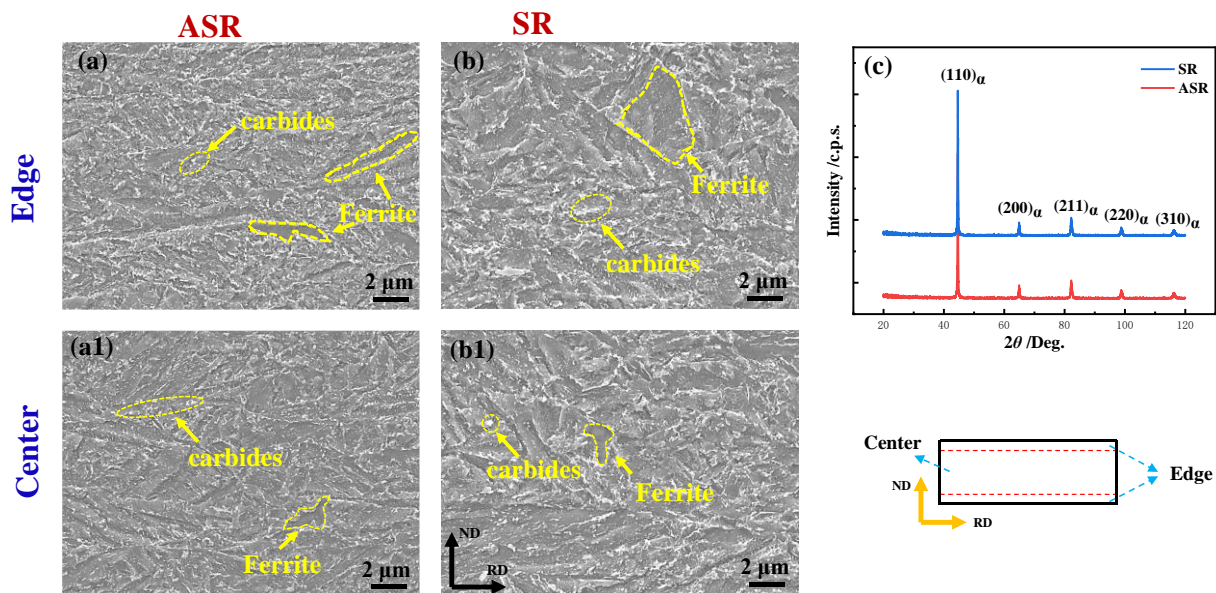 ASR
SR
Edge
Center
(a)
carbides
Ferrite
2 μm
(b)
Ferrite
carbides
2 μm
(a1)
carbides
Ferrite
2 μm
(b1)
carbides
Ferrite
ND
RD
2 μm
(c)
SR
ASR
(110)α
(200)α
(211)α
(220)α
(310)α
Intensity /c.p.s.
20 40 60 80 100 120
2θ /Deg.
Center
Edge
ND
RD